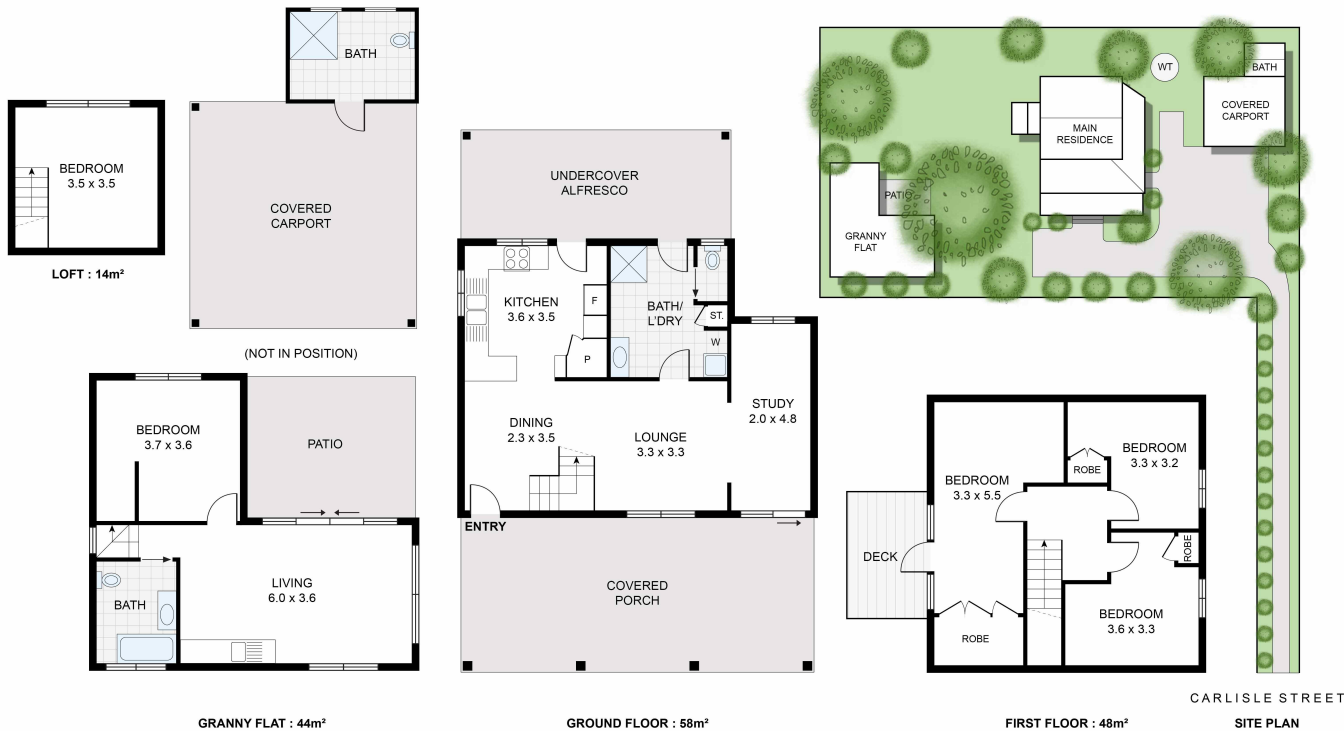 BEDROOM
3.5 x 3.5
LOFT : 14m²
BATH
COVERED
CARPORT
(NOT IN POSITION)
BEDROOM
3.7 x 3.6
PATIO
LIVING
6.0 x 3.6
BATH
GRANNY FLAT : 44m²
UNDERCOVER
ALFRESCO
KITCHEN
3.6 x 3.5
F
P
BATH/
L'DRY
ST.
W
DINING
2.3 x 3.5
LOUNGE
3.3 x 3.3
STUDY
2.0 x 4.8
ENTRY
COVERED
PORCH
GROUND FLOOR : 58m²
WT
BATH
COVERED
CARPORT
MAIN
RESIDENCE
PATIO
GRANNY
FLAT
BEDROOM
3.3 x 5.5
ROBE
BEDROOM
3.3 x 3.2
ROBE
DECK
BEDROOM
3.6 x 3.3
ROBE
FIRST FLOOR : 48m²
CARLISLE STREET
SITE PLAN